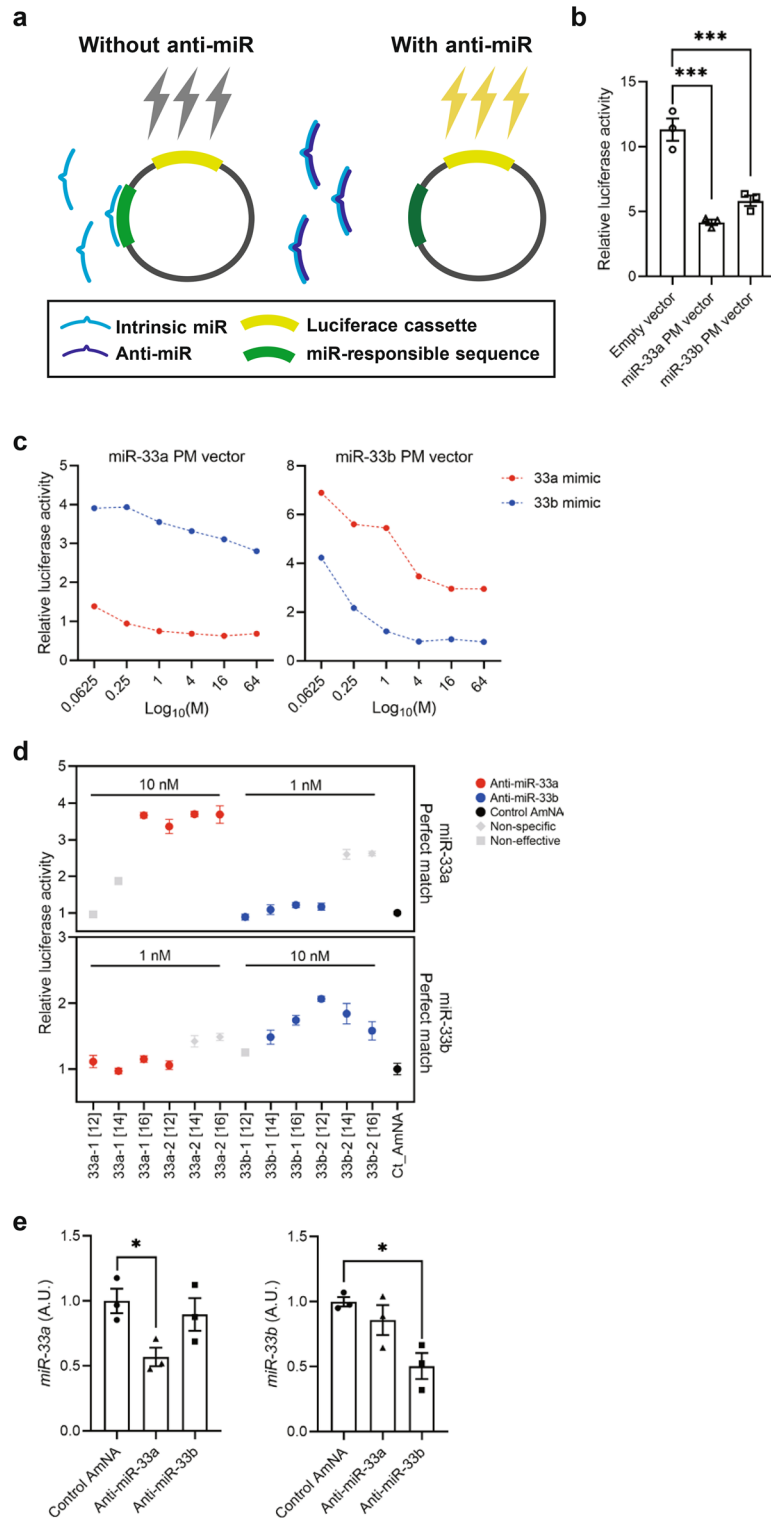 a
Without anti-miR
With anti-miR
Intrinsic miR
Luciferace cassette
Anti-miR
miR-responsible sequence
b
***
***
Relative luciferase activity
15
10
5
0
Empty vector
miR-33a PM vector
miR-33b PM vector
c
miR-33a PM vector
miR-33b PM vector
Relative luciferase activity
5
4
3
2
1
0
8
6
4
2
0
33a mimic
33b mimic
0.0625
0.25
1
4
16
64
0.0625
0.25
1
4
16
64
Log10(M)
Log10(M)
d
Relative luciferase activity
5
4
3
2
1
10 nM
1 nM
miR-33a
Perfect match
Anti-miR-33a
Anti-miR-33b
Control AmNA
Non-specific
Non-effective
3
2
1
1 nM
10 nM
miR-33b
Perfect match
33a-1 [12]
33a-1 [14]
33a-1 [16]
33a-2 [12]
33a-2 [14]
33a-2 [16]
33b-1 [12]
33b-1 [14]
33b-1 [16]
33b-2 [12]
33b-2 [14]
33b-2 [16]
Ct_AmNA
e
miR-33a (A.U.)
1.5
1.0
0.5
0.0
*
Control AmNA
Anti-miR-33a
Anti-miR-33b
miR-33b (A.U.)
1.5
1.0
0.5
0.0
*
Control AmNA
Anti-miR-33a
Anti-miR-33b